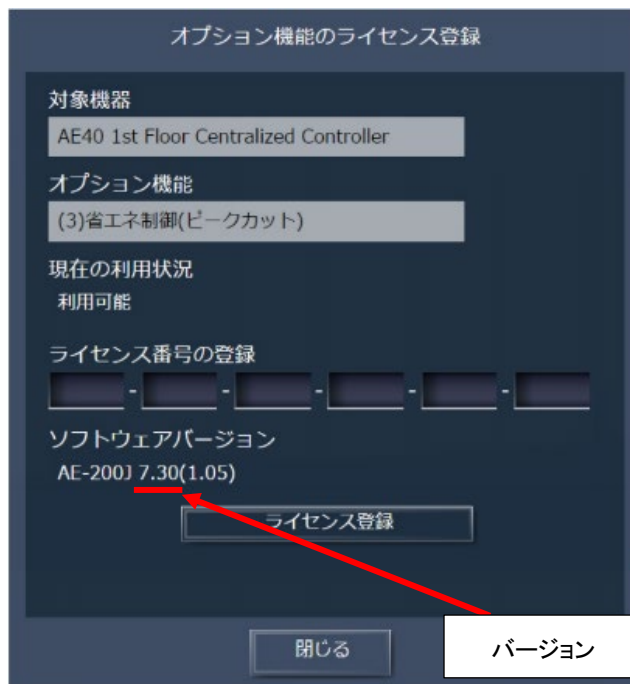 オプション機能のライセンス登録
対象機器
AE40 1st Floor Centralized Controller
オプション機能
(3)省エネ制御(ピークカット)
現在の利用状況
利用可能
ライセンス番号の登録
- - - - -
ソフトウェアバージョン
AE-200J 7.30(1.05)
ライセンス登録
閉じる
バージョン